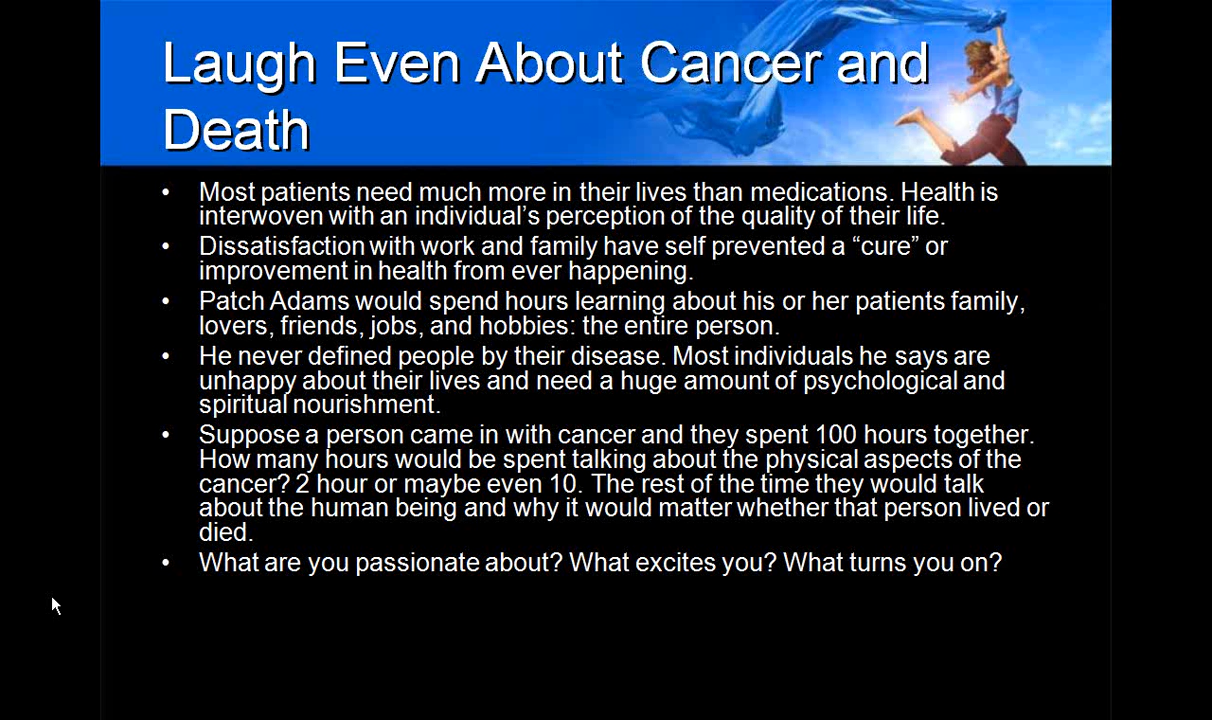 Laugh Even About Cancer and
Death
• Most patients need much more in their lives than medications. Health is
interwoven with an individual’s perception of the quality of their life.
• Dissatisfaction with work and family have self prevented a “cure” or
improvement in health from ever happening.
• Patch Adams would spend hours learning about his or her patients family,
lovers, friends, jobs, and hobbies: the entire person.
• He never defined people by their disease. Most individuals he says are
unhappy about their lives and need a huge amount of psychological and
spiritual nourishment.
• Suppose a person came in with cancer and they spent 100 hours together.
How many hours would be spent talking about the physical aspects of the
cancer? 2 hour or maybe even 10. The rest of the time they would talk
about the human being and why it would matter whether that person lived or
died.
• What are you passionate about? What excites you? What turns you on?